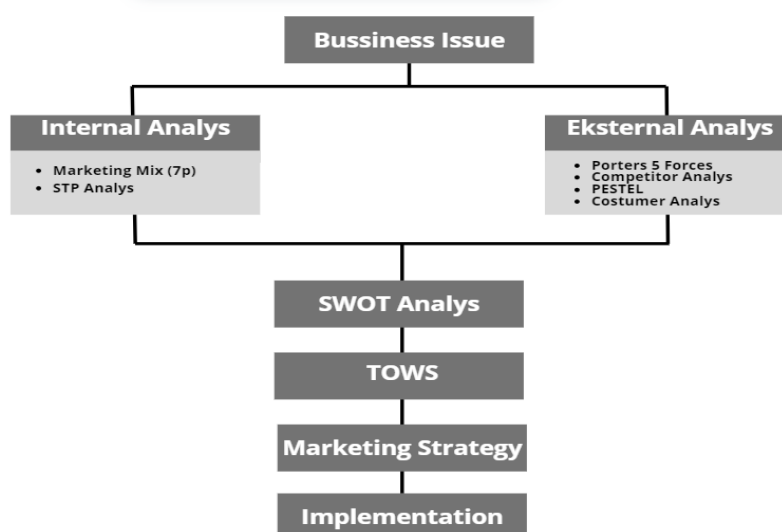 Bussiness Issue
Internal Analys
• Marketing Mix (7p)
• STP Analys
Eksternal Analys
• Porters 5 Forces
• Competitor Analys
• PESTEL
• Costumer Analys
SWOT Analys
TOWS
Marketing Strategy
Implementation